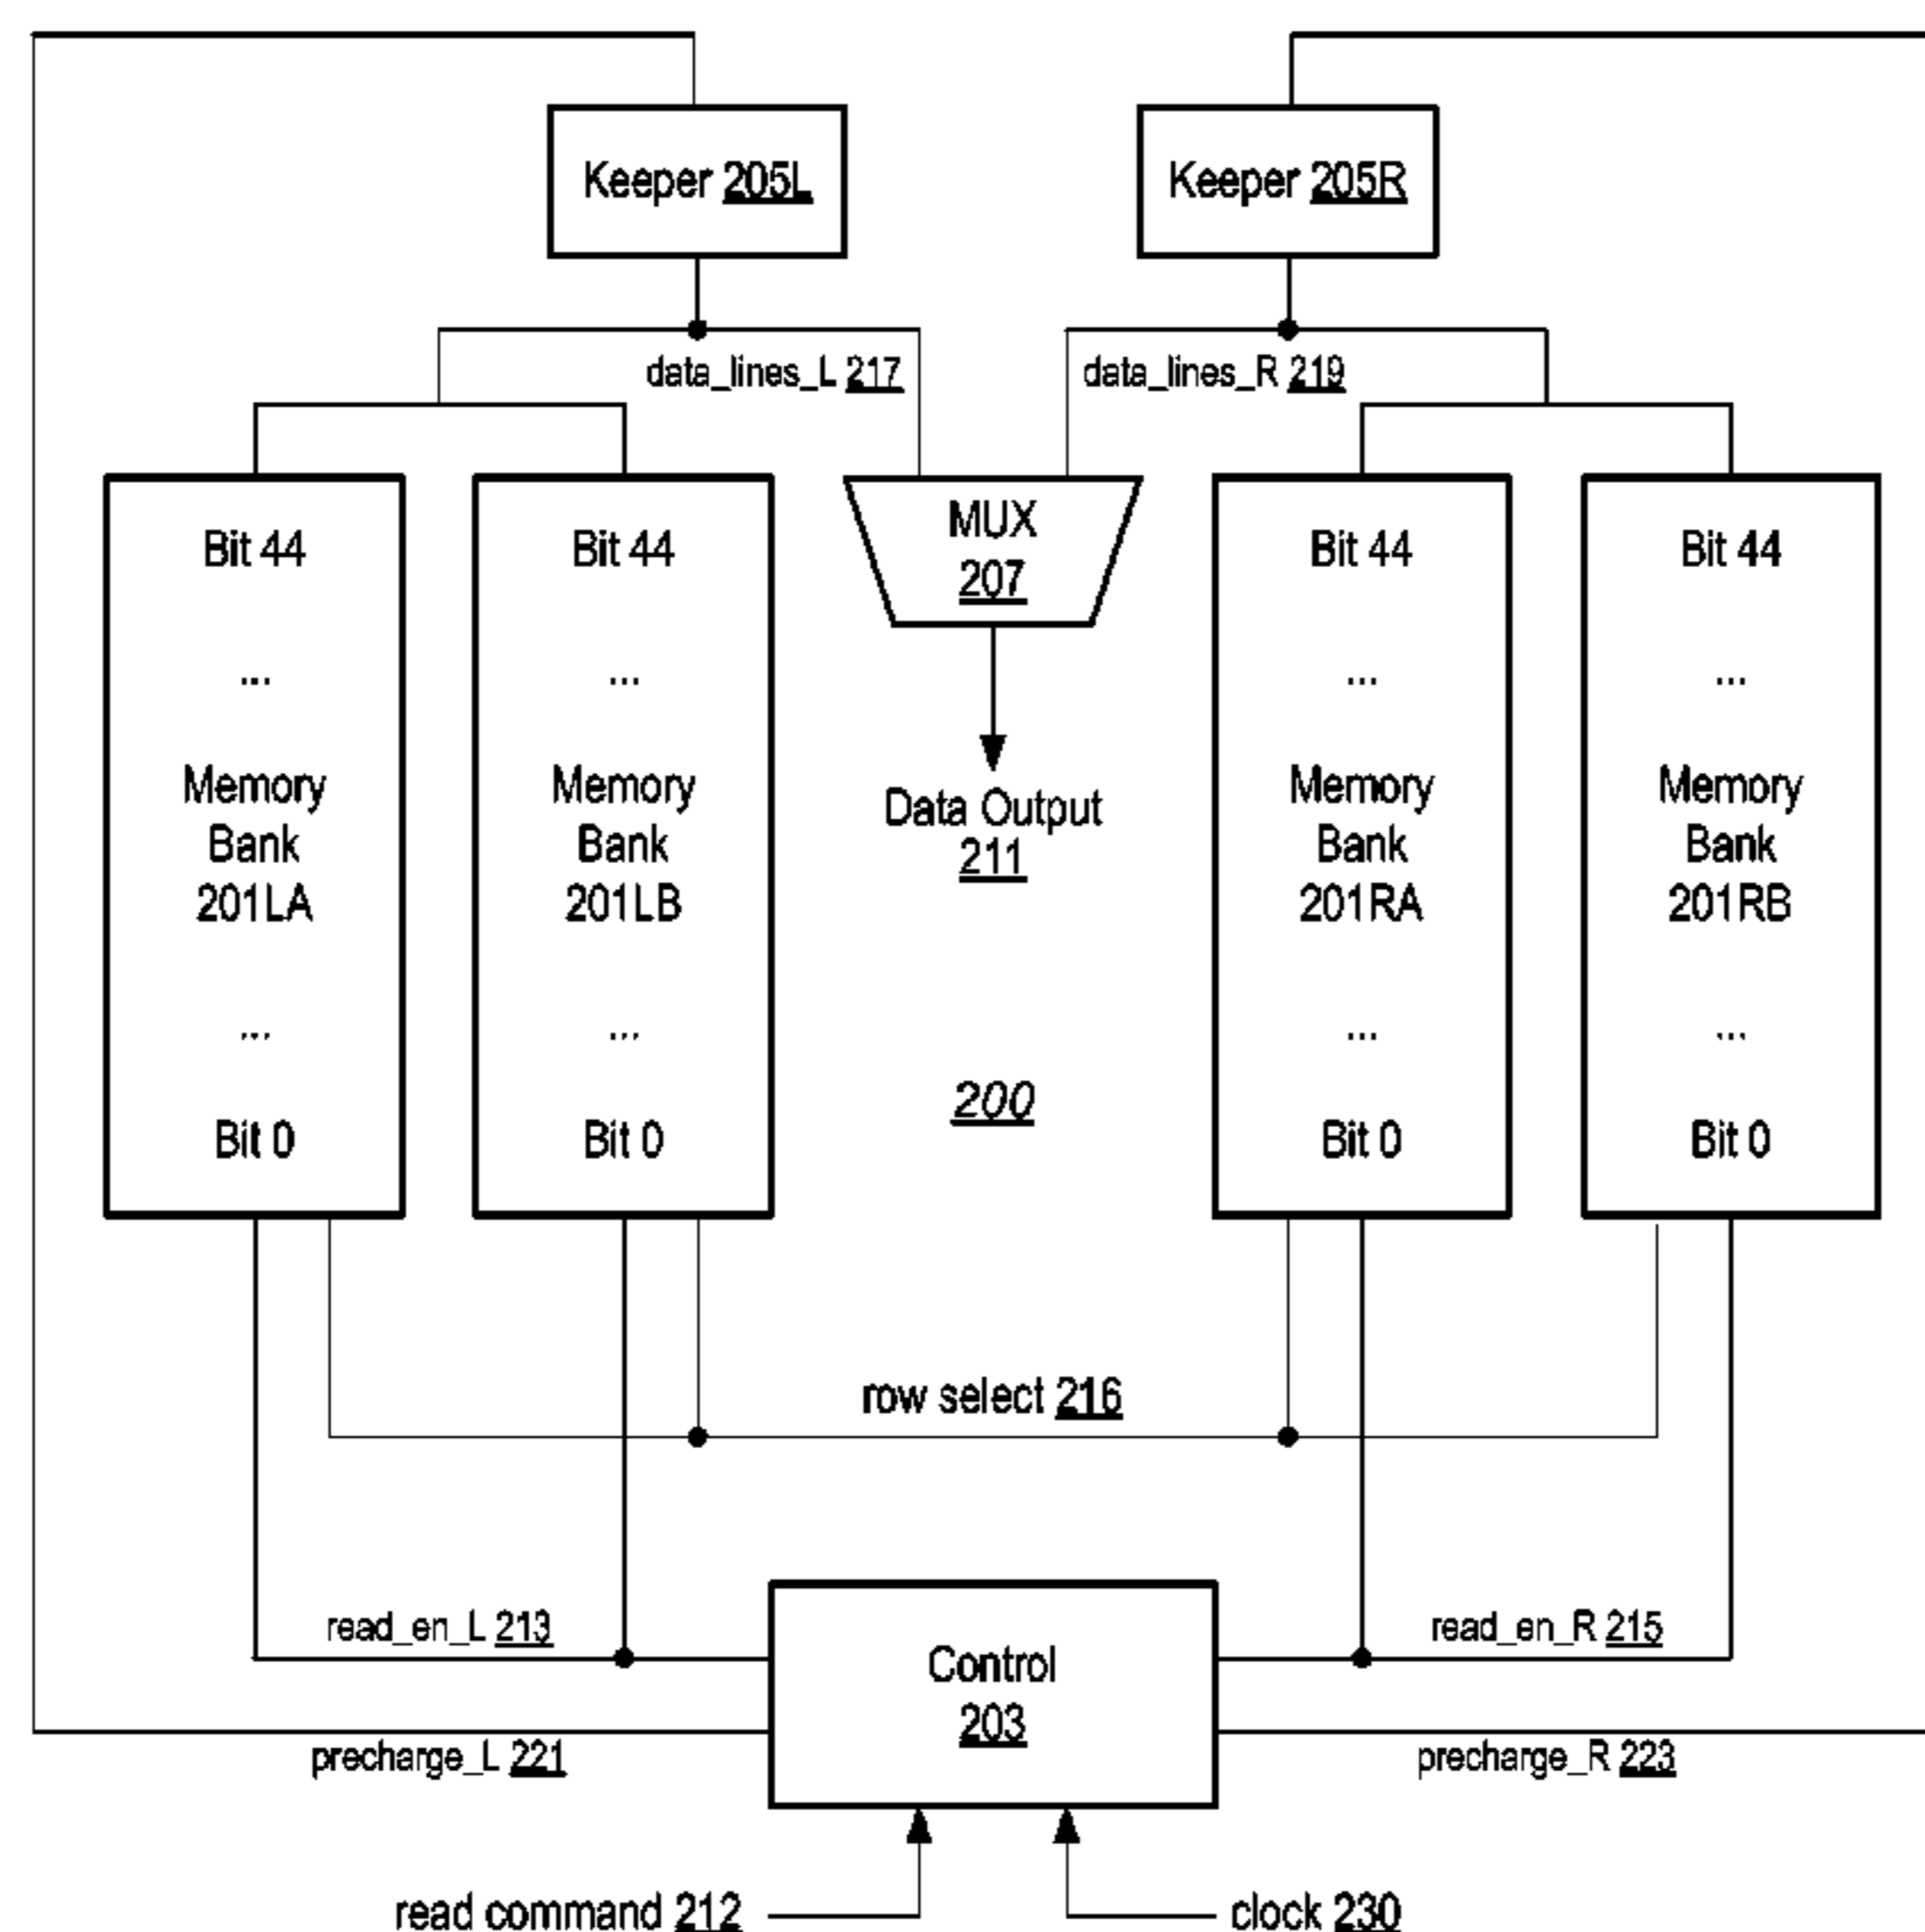 Keeper 205L
Keeper 205R
data_lines_L 217
data_lines_R 219
Bit 44
...
Memory
Bank
201LA
...
Bit 0
Bit 44
...
Memory
Bank
201LB
...
Bit 0
MUX
207
Data Output
211
200
Bit 44
...
Memory
Bank
201RA
...
Bit 0
Bit 44
...
Memory
Bank
201RB
...
Bit 0
row select 216
read_en_L 213
read_en_R 215
Control
203
precharge_L 221
precharge_R 223
read command 212
clock 230